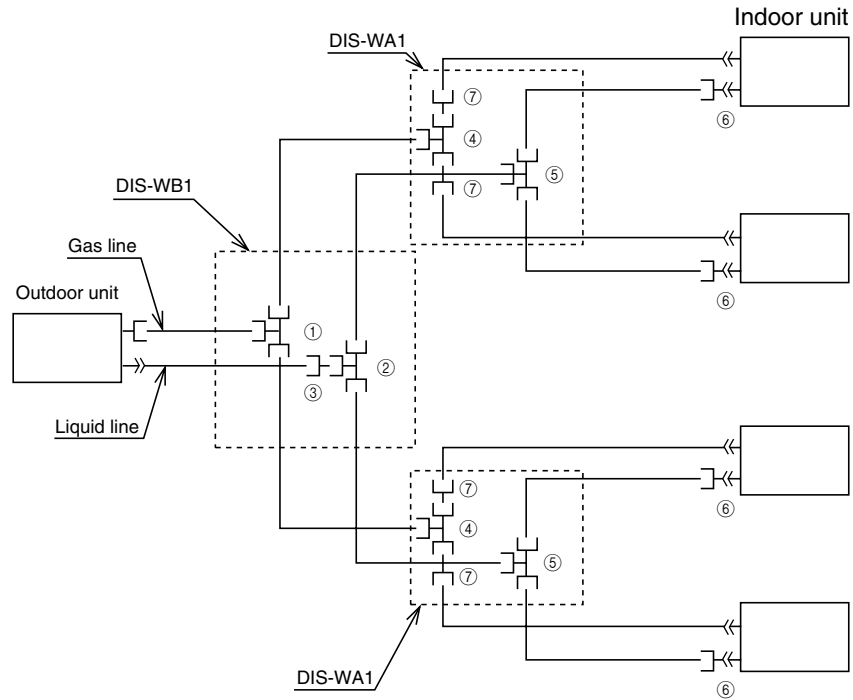 Indoor unit
DIS-WA1
⑦
⑥
④
⑤
DIS-WB1
⑦
Gas line
Outdoor unit
⑥
①
②
③
Liquid line
⑦
⑥
④
⑤
⑦
DIS-WA1
⑥